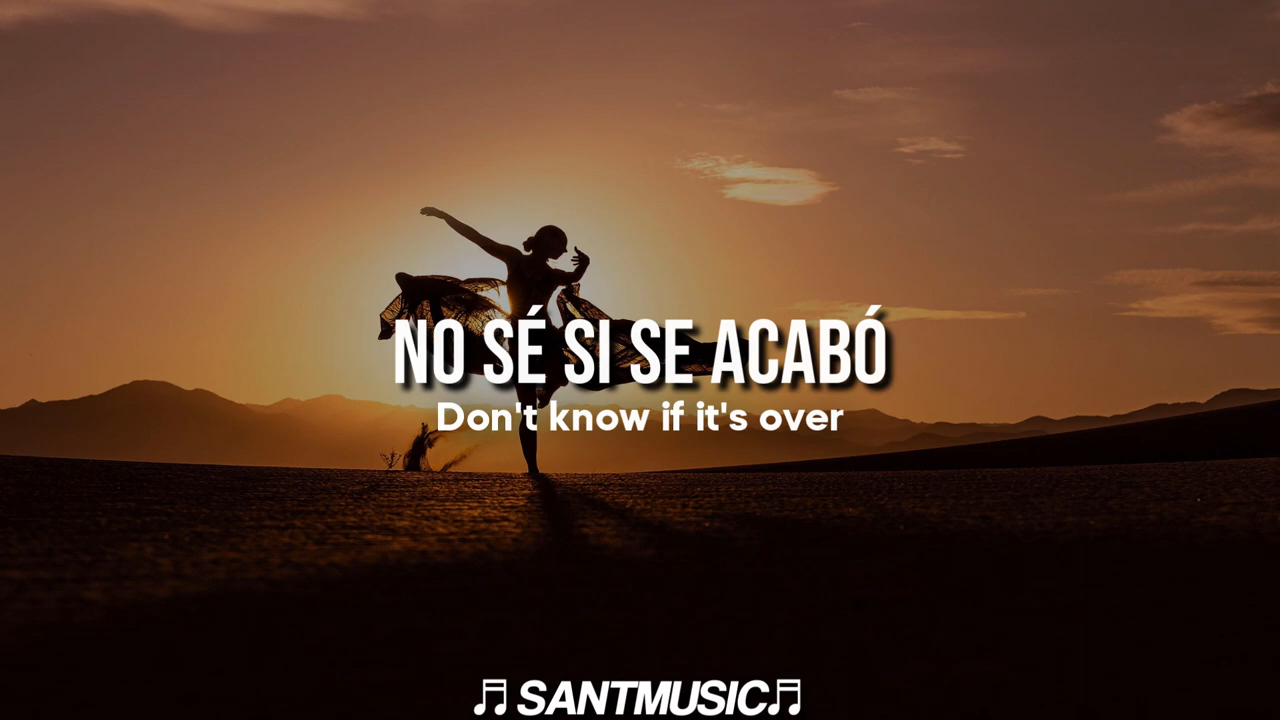 NO SÉ SI SE ACABÓ
Don't know if it's over
♬ SANTMUSIC ♬